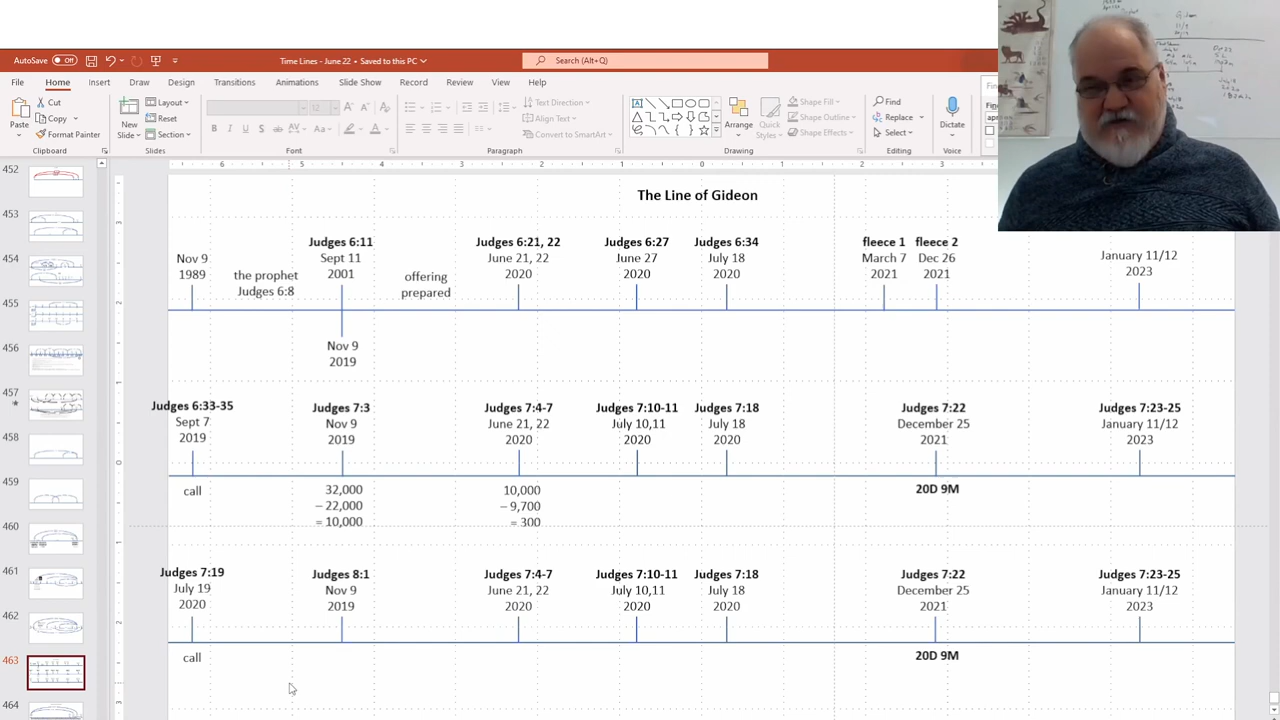 AutoSave Off
Time Lines - June 22 • Saved to this PC
Search (Alt+Q)
File Home Insert Draw Design Transitions Animations Slide Show Record Review View Help
Paste
Cut
Copy
Format Painter
Clipboard
New Slide
Layout
Reset
Section
Slides
12
Font
Text Direction
Align Text
Convert to SmartArt
Paragraph
Arrange
Quick Styles
Shape Fill
Shape Outline
Shape Effects
Drawing
Find
Replace
Select
Editing
Dictate
Voice
6 5 4 3 2 1 0 1 2 3
452
453
454
455
456
457
458
459
460
461
462
463
464
The Line of Gideon
Nov 9
1989
the prophet
Judges 6:8
Judges 6:11
Sept 11
2001
offering
prepared
Judges 6:21, 22
June 21, 22
2020
Judges 6:27
June 27
2020
Judges 6:34
July 18
2020
fleece 1
March 7
2021
fleece 2
Dec 26
2021
January 11/12
2023
Nov 9
2019
Judges 6:33-35
Sept 7
2019
Judges 7:3
Nov 9
2019
Judges 7:4-7
June 21, 22
2020
Judges 7:10-11
July 10,11
2020
Judges 7:18
July 18
2020
Judges 7:22
December 25
2021
Judges 7:23-25
January 11/12
2023
call
32,000
– 22,000
= 10,000
10,000
– 9,700
= 300
20D 9M
Judges 7:19
July 19
2020
Judges 8:1
Nov 9
2019
Judges 7:4-7
June 21, 22
2020
Judges 7:10-11
July 10,11
2020
Judges 7:18
July 18
2020
Judges 7:22
December 25
2021
Judges 7:23-25
January 11/12
2023
call
20D 9M